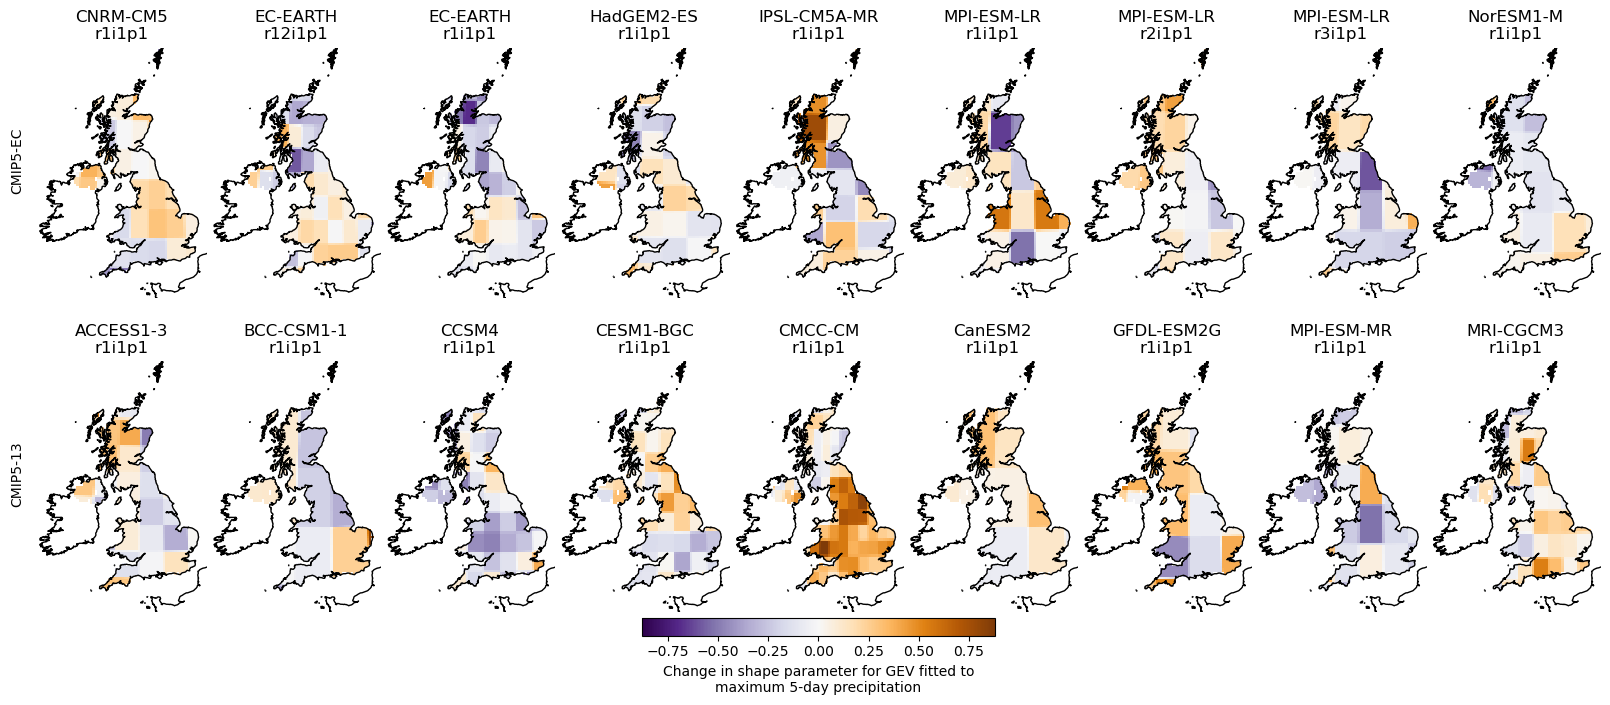 CNRM-CM5
r1i1p1
EC-EARTH
r12i1p1
EC-EARTH
r1i1p1
HadGEM2-ES
r1i1p1
IPSL-CM5A-MR
r1i1p1
MPI-ESM-LR
r1i1p1
MPI-ESM-LR
r2i1p1
MPI-ESM-LR
r3i1p1
NorESM1-M
r1i1p1
CMIP5-EC
ACCESS1-3
r1i1p1
BCC-CSM1-1
r1i1p1
CCSM4
r1i1p1
CESM1-BGC
r1i1p1
CMCC-CM
r1i1p1
CanESM2
r1i1p1
GFDL-ESM2G
r1i1p1
MPI-ESM-MR
r1i1p1
MRI-CGCM3
r1i1p1
CMIP5-13
−0.75 −0.50 −0.25 0.00 0.25 0.50 0.75
Change in shape parameter for GEV fitted to
maximum 5-day precipitation